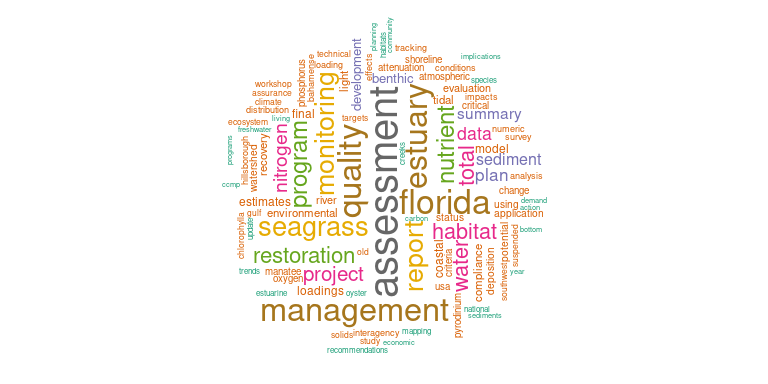 planning
habitats
community
technical
development
tracking
implications
loading
effects
shoreline
light
attenuation
conditions
benthic
atmospheric
species
workshop
phosphorus
bahamense
monitoring
evaluation
assurance
climate
estuary
tidal
impacts
distribution
final
targets
assessment
critical
nutrient
summary
ecosystem
living
quality
numeric
freshwater
nitrogen
program
data
survey
programs
hillsborough
watershed
recovery
creeks
total
model
sediment
ccmp
plan
analysis
estimates
river
florida
change
using
demand
action
gulf
environmental
carbon
status
application
chlorophylla
update
seagrass
report
habitat
potential
suspended
bottom
restoration
old
coastal
criteria
water
compliance
deposition
southwest
trends
manatee
oxygen
project
year
estuarine
loadings
oyster
usa
management
pyrodinium
national
sediments
solids
interagency
mapping
study
economic
recommendations